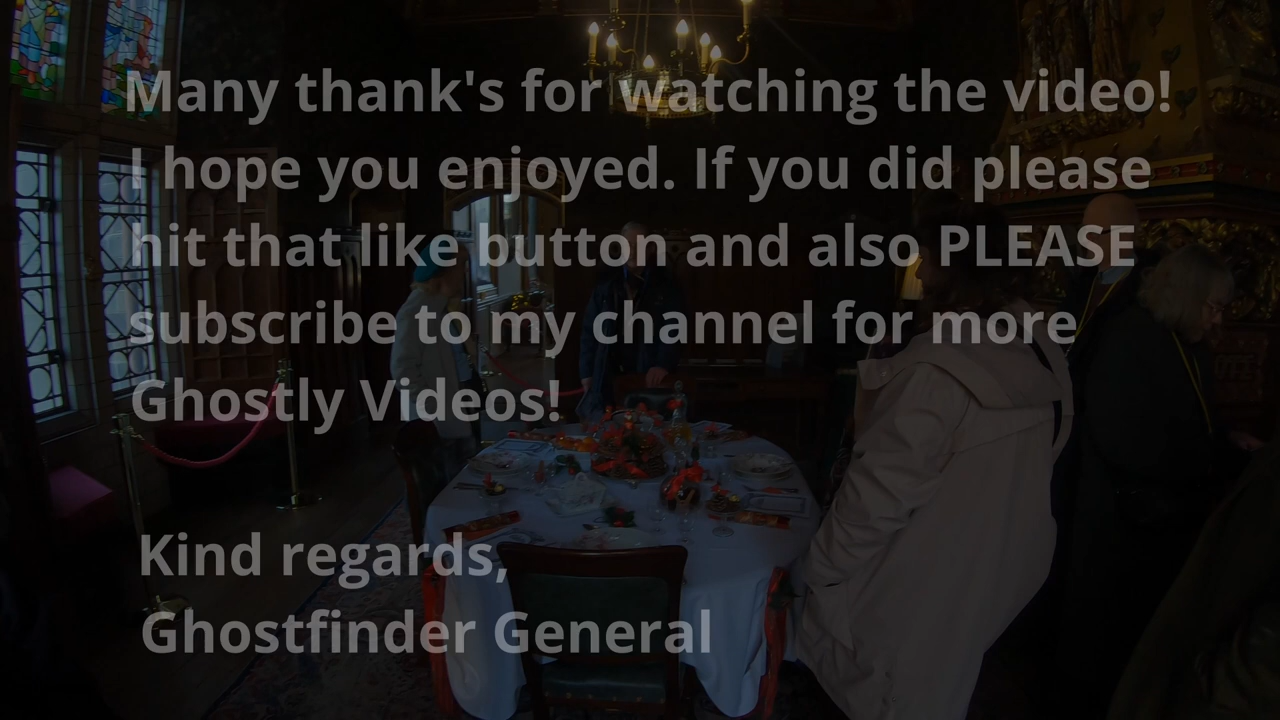 Many thank's for watching the video!
I hope you enjoyed. If you did please
hit that like button and also PLEASE
subscribe to my channel for more
Ghostly Videos!
Kind regards,
Ghostfinder General